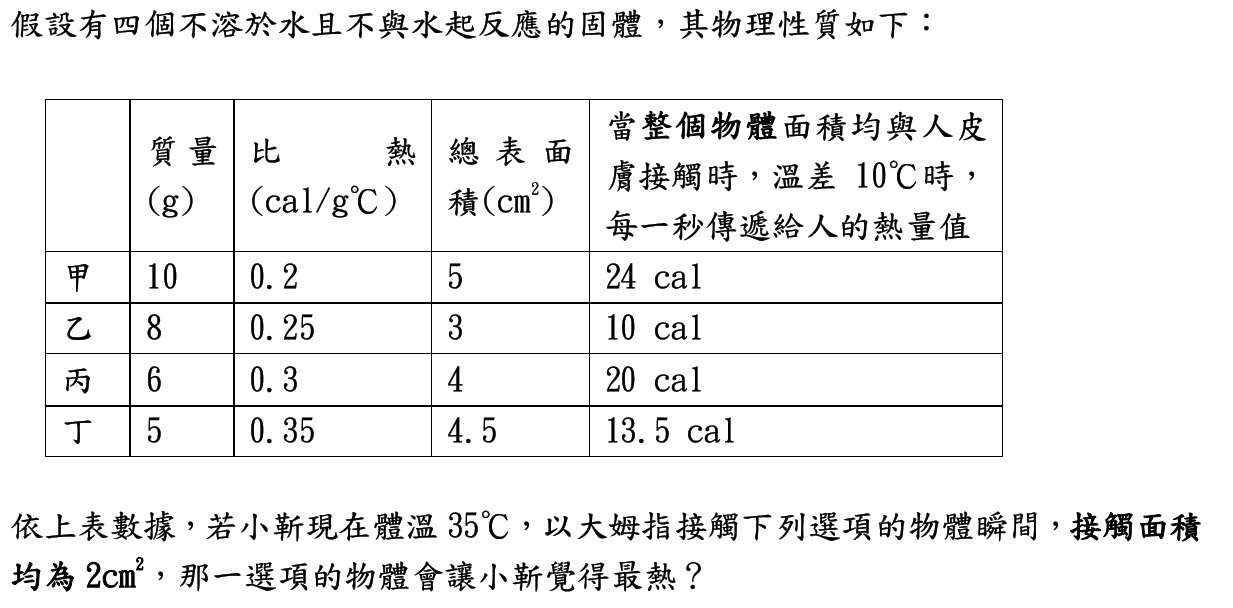 假設有四個不溶於水且不與水起反應的固體，其物理性質如下：
質量(g) 比熱(cal/g℃) 總表面積(cm²) 當整個物體面積均與人皮膚接觸時，溫差 10℃時，每一秒傳遞給人的熱量值
甲 10 0.2 5 24 cal
乙 8 0.25 3 10 cal
丙 6 0.3 4 20 cal
丁 5 0.35 4.5 13.5 cal
依上表數據，若小靳現在體溫 35℃，以大姆指接觸下列選項的物體瞬間，接觸面積
均為 2cm²，那一選項的物體會讓小靳覺得最熱？